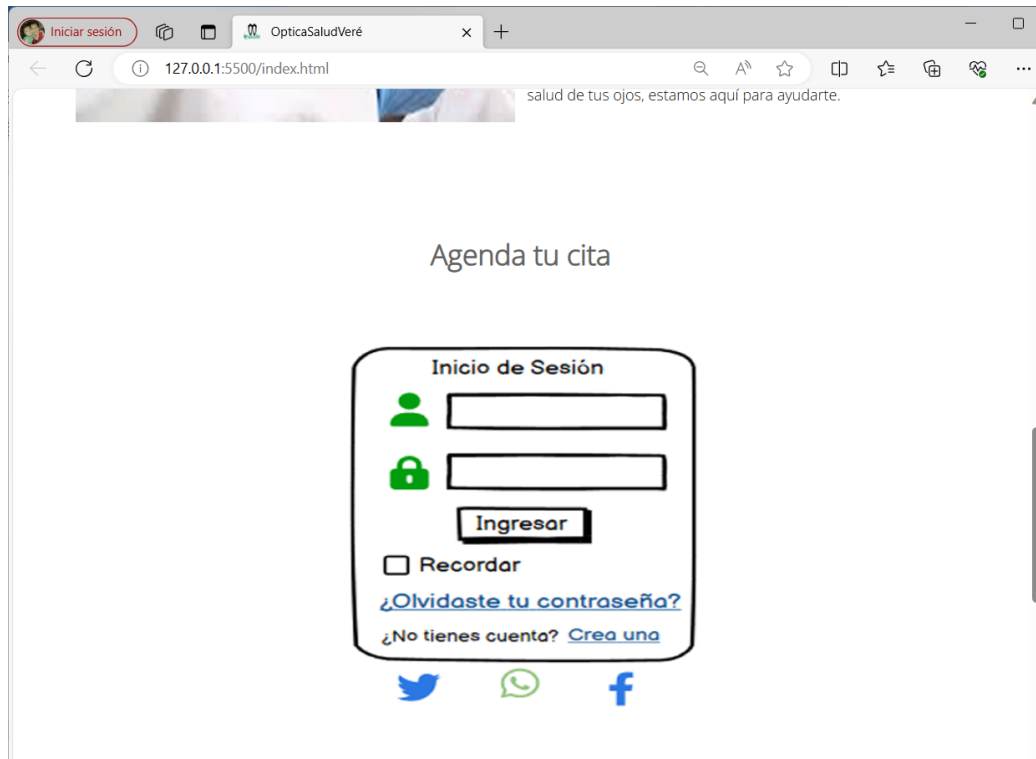 Iniciar sesión
OpticaSaludVeré
127.0.0.1:5500/index.html
salud de tus ojos, estamos aquí para ayudarte.
Agenda tu cita
Inicio de Sesión
Ingresar
Recordar
¿Olvidaste tu contraseña?
¿No tienes cuenta? Crea una